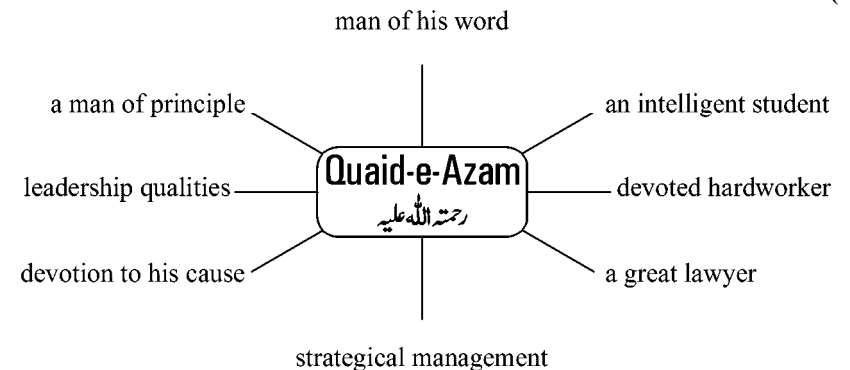 man of his word
a man of principle
an intelligent student
Quaid-e-Azam
رحمتہ اللہ علیہ
leadership qualities
devoted hardworker
devotion to his cause
a great lawyer
strategical management